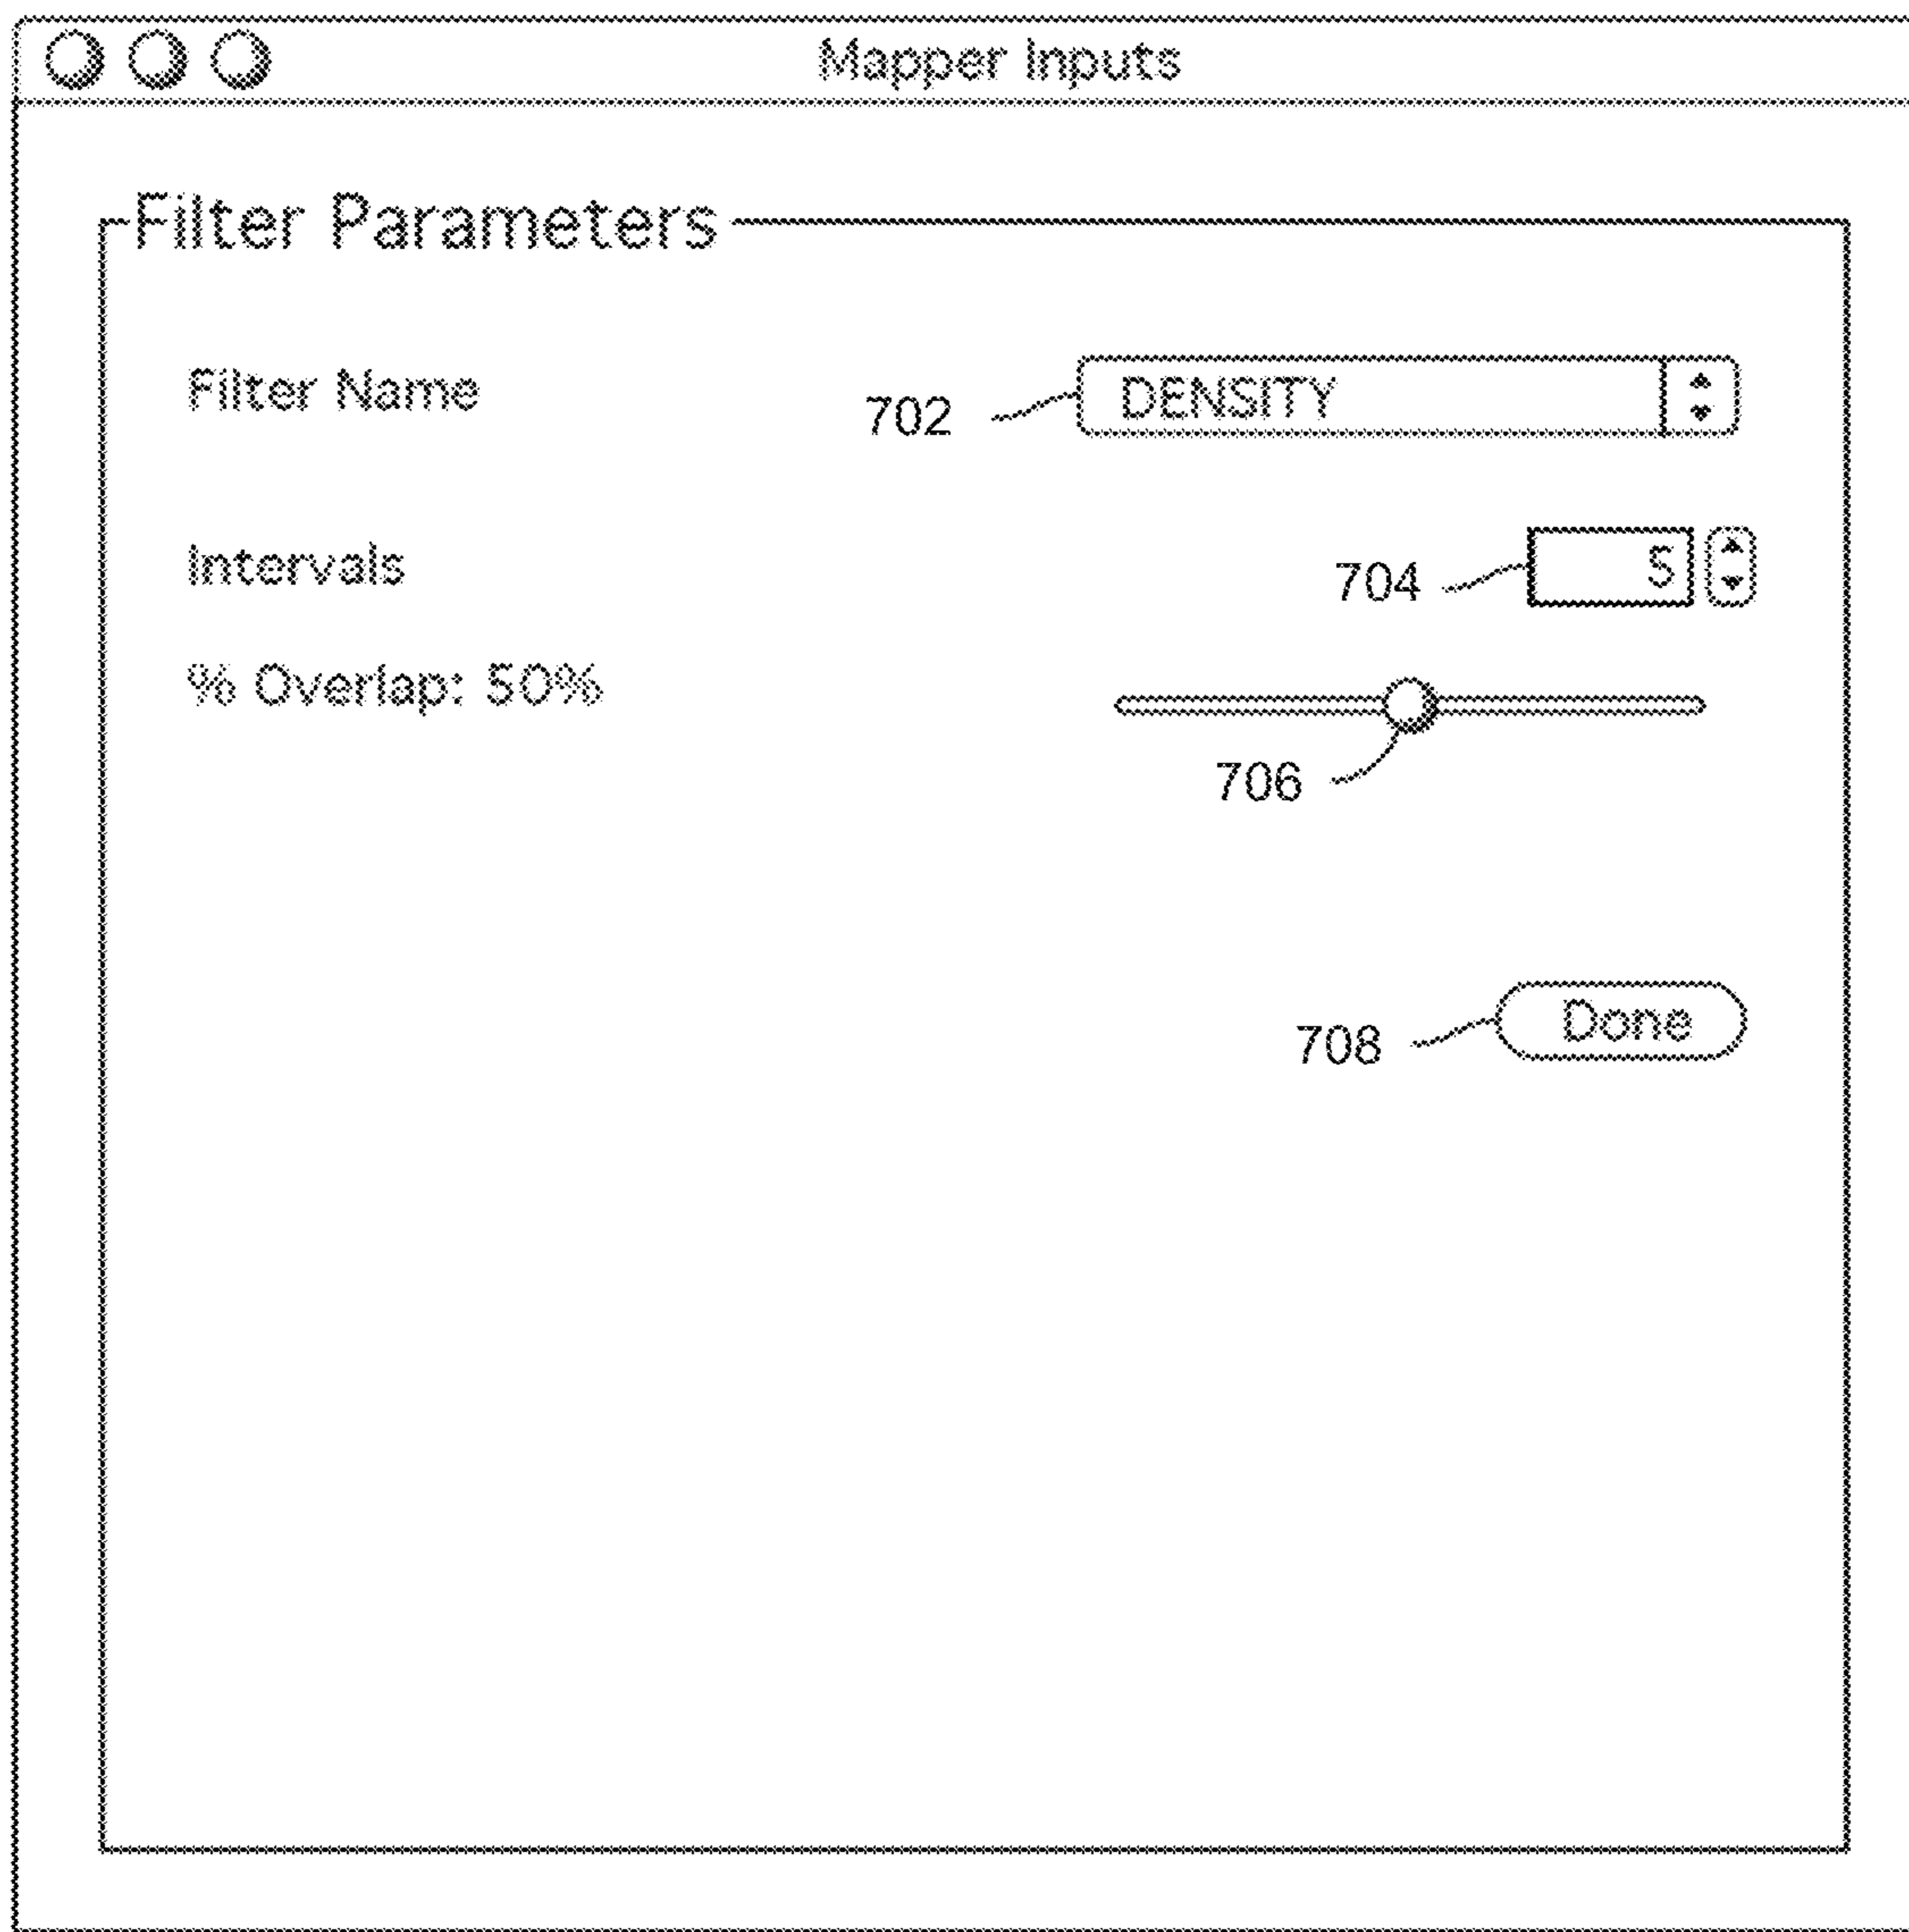 Mapper Inputs
Filter Parameters
Filter Name 702 DENSITY
Intervals 704 5
% Overlap: 50%
706
708 Done